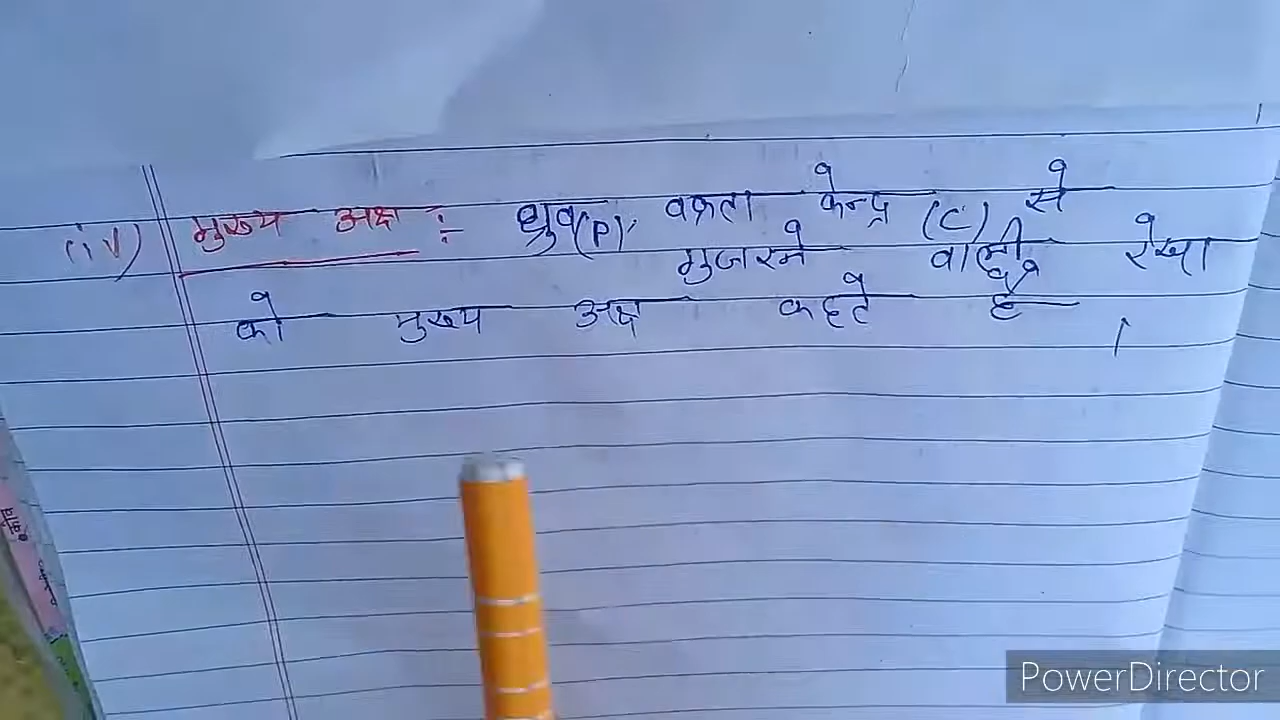 (iv) मुख्य अक्ष :- ध्रुव(P), वक्रता केन्द्र (C) से
गुजरने वाली रेखा
को मुख्य अक्ष कहते है ।
PowerDirector